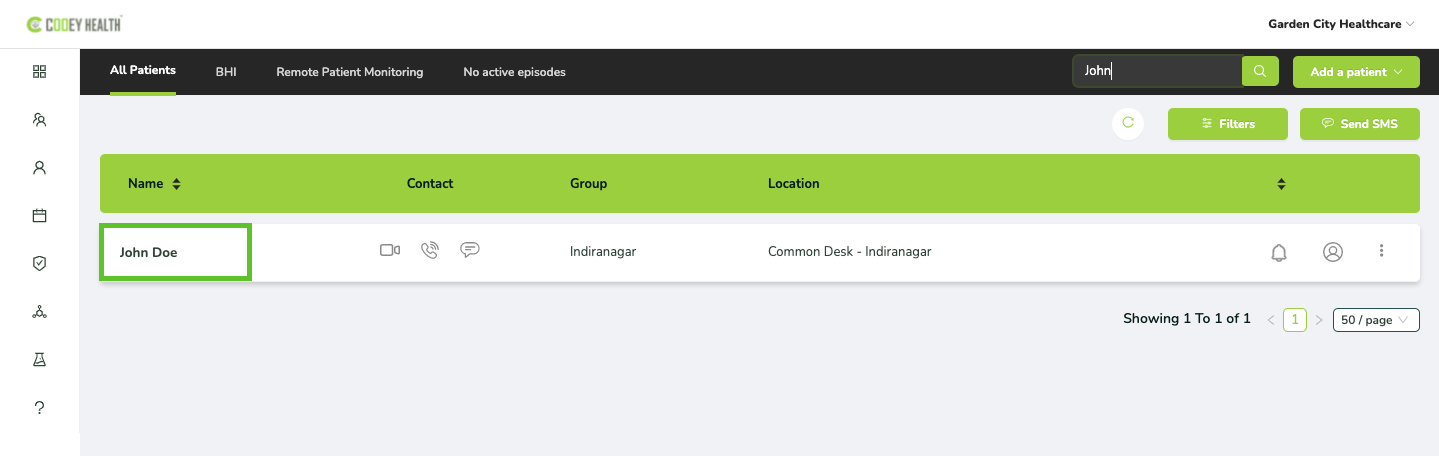 COOEY HEALTH
Garden City Healthcare
All Patients BHI Remote Patient Monitoring No active episodes John Add a patient
Filters Send SMS
Name Contact Group Location
John Doe Indiranagar Common Desk - Indiranagar
Showing 1 To 1 of 1 < 1 > 50 / page
?